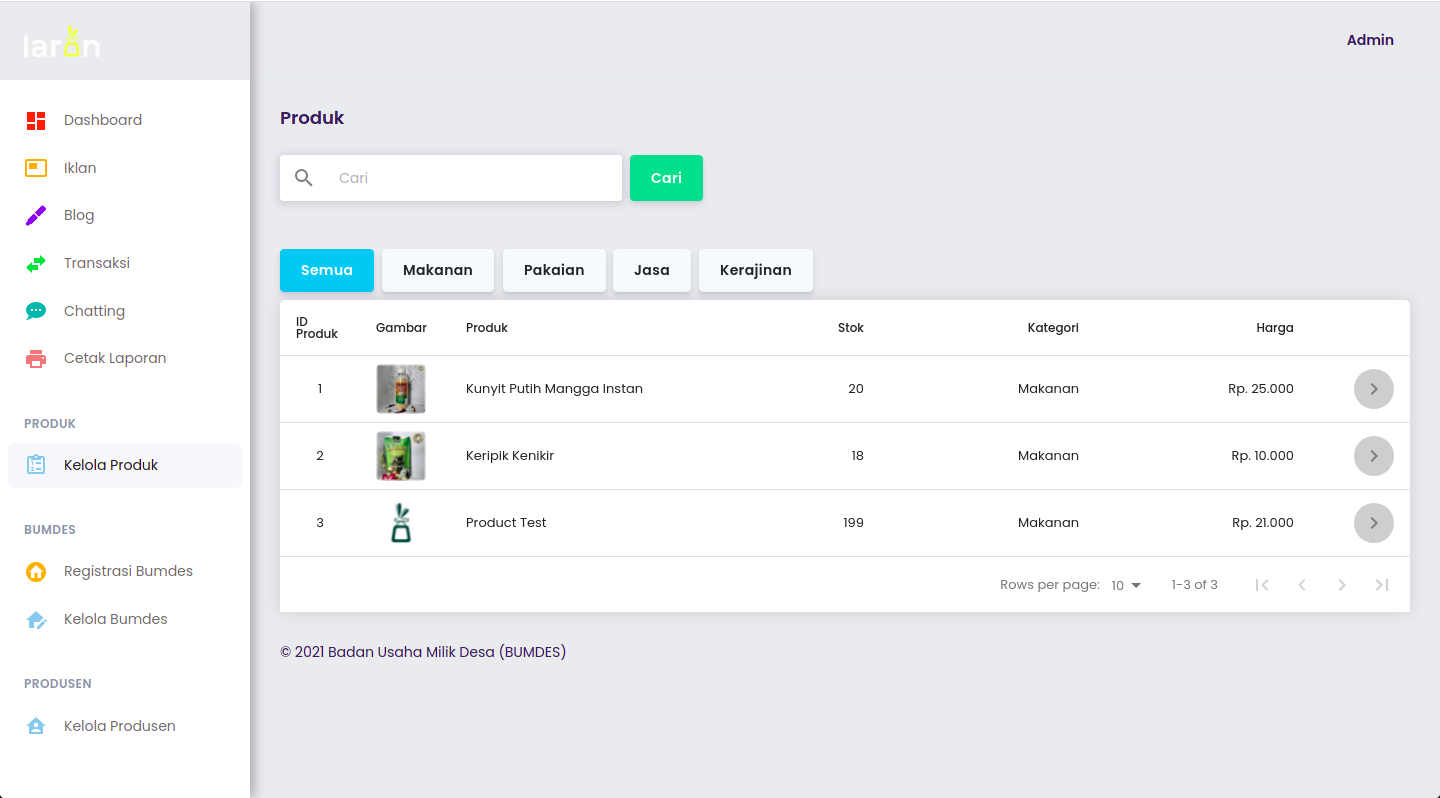 laron
Admin
Dashboard
Iklan
Blog
Transaksi
Chatting
Cetak Laporan
PRODUK
Kelola Produk
BUMDES
Registrasi Bumdes
Kelola Bumdes
PRODUSEN
Kelola Produsen
Produk
Cari Cari
Semua Makanan Pakaian Jasa Kerajinan
ID Produk Gambar Produk Stok Kategori Harga
1 Kunyit Putih Mangga Instan 20 Makanan Rp. 25.000
2 Keripik Kenikir 18 Makanan Rp. 10.000
3 Product Test 199 Makanan Rp. 21.000
Rows per page: 10 1-3 of 3
© 2021 Badan Usaha Milik Desa (BUMDES)